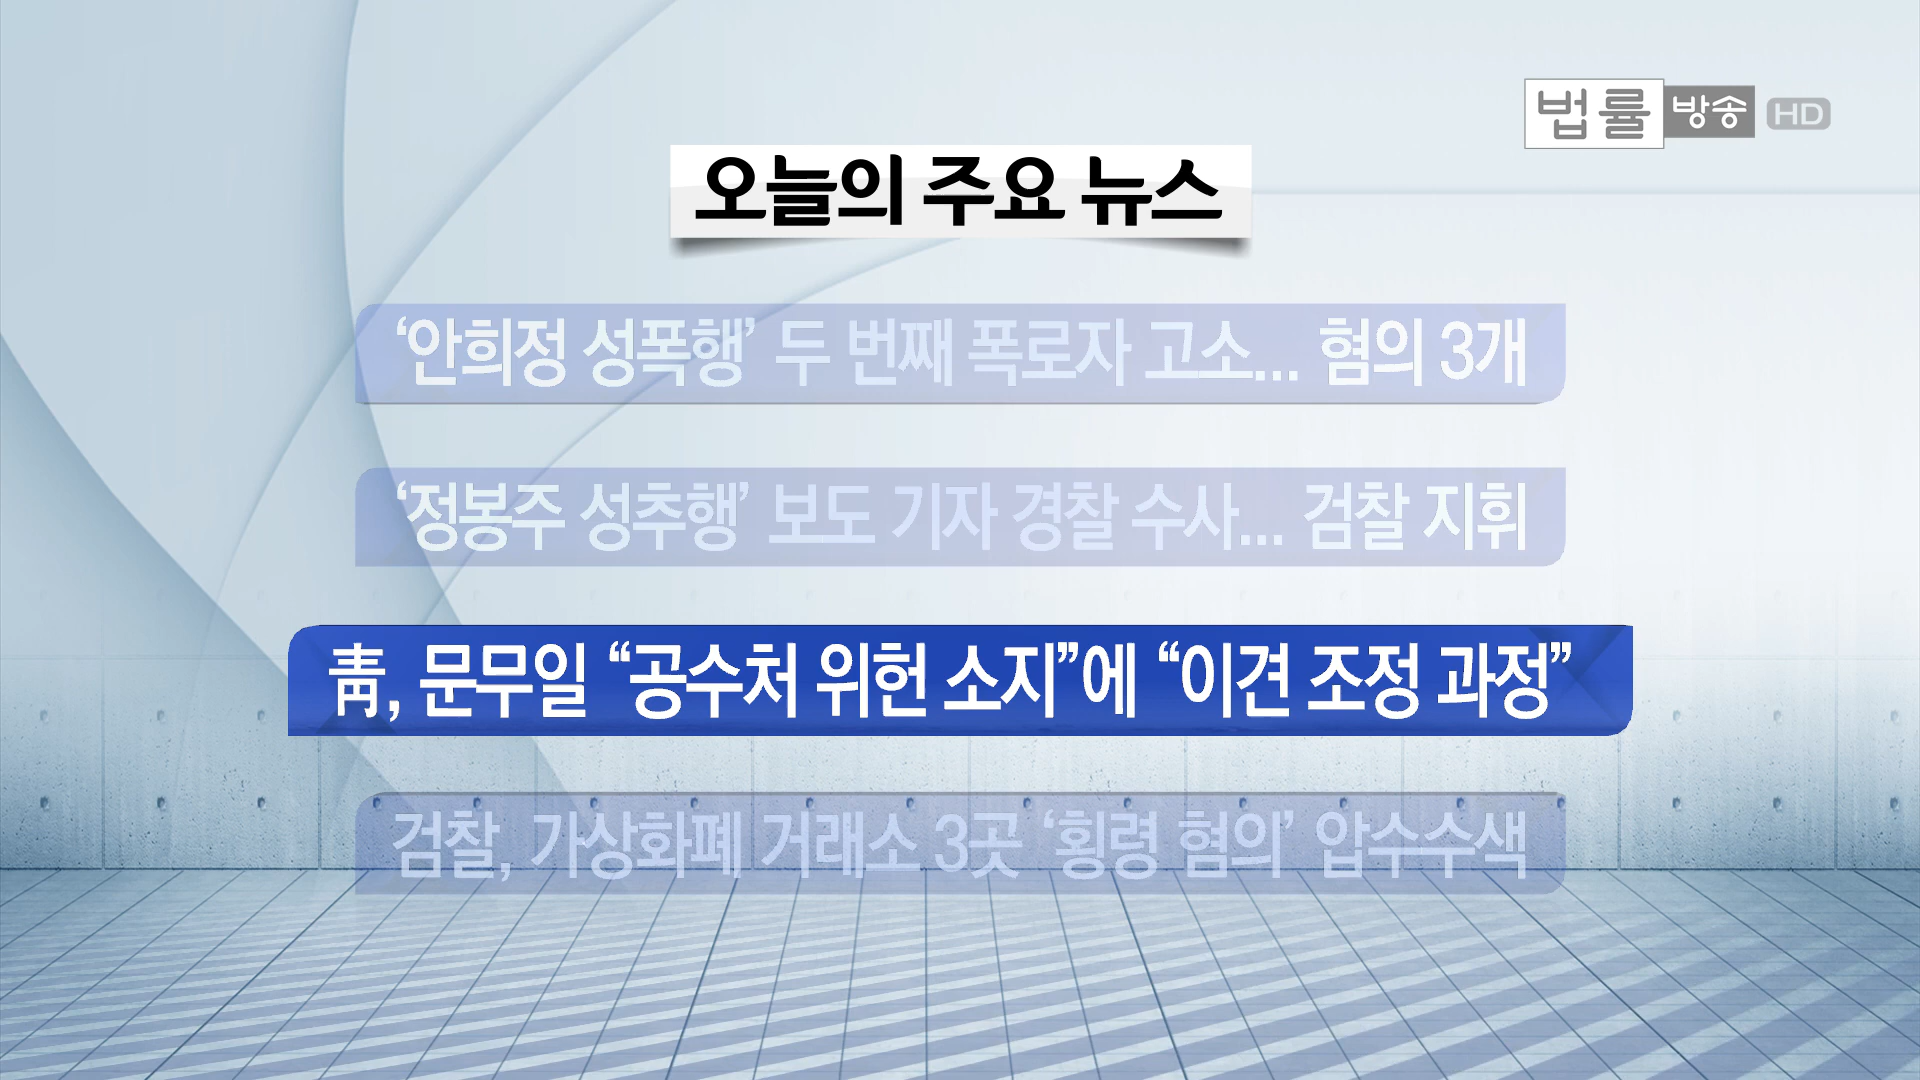 법률방송 HD
오늘의 주요 뉴스
‘안희정 성폭행’ 두 번째 폭로자 고소... 혐의 3개
‘정봉주 성추행’ 보도 기자 경찰 수사... 검찰 지휘
靑, 문무일 “공수처 위헌 소지”에 “이견 조정 과정”
검찰, 가상화폐 거래소 3곳 ‘횡령 혐의’ 압수수색